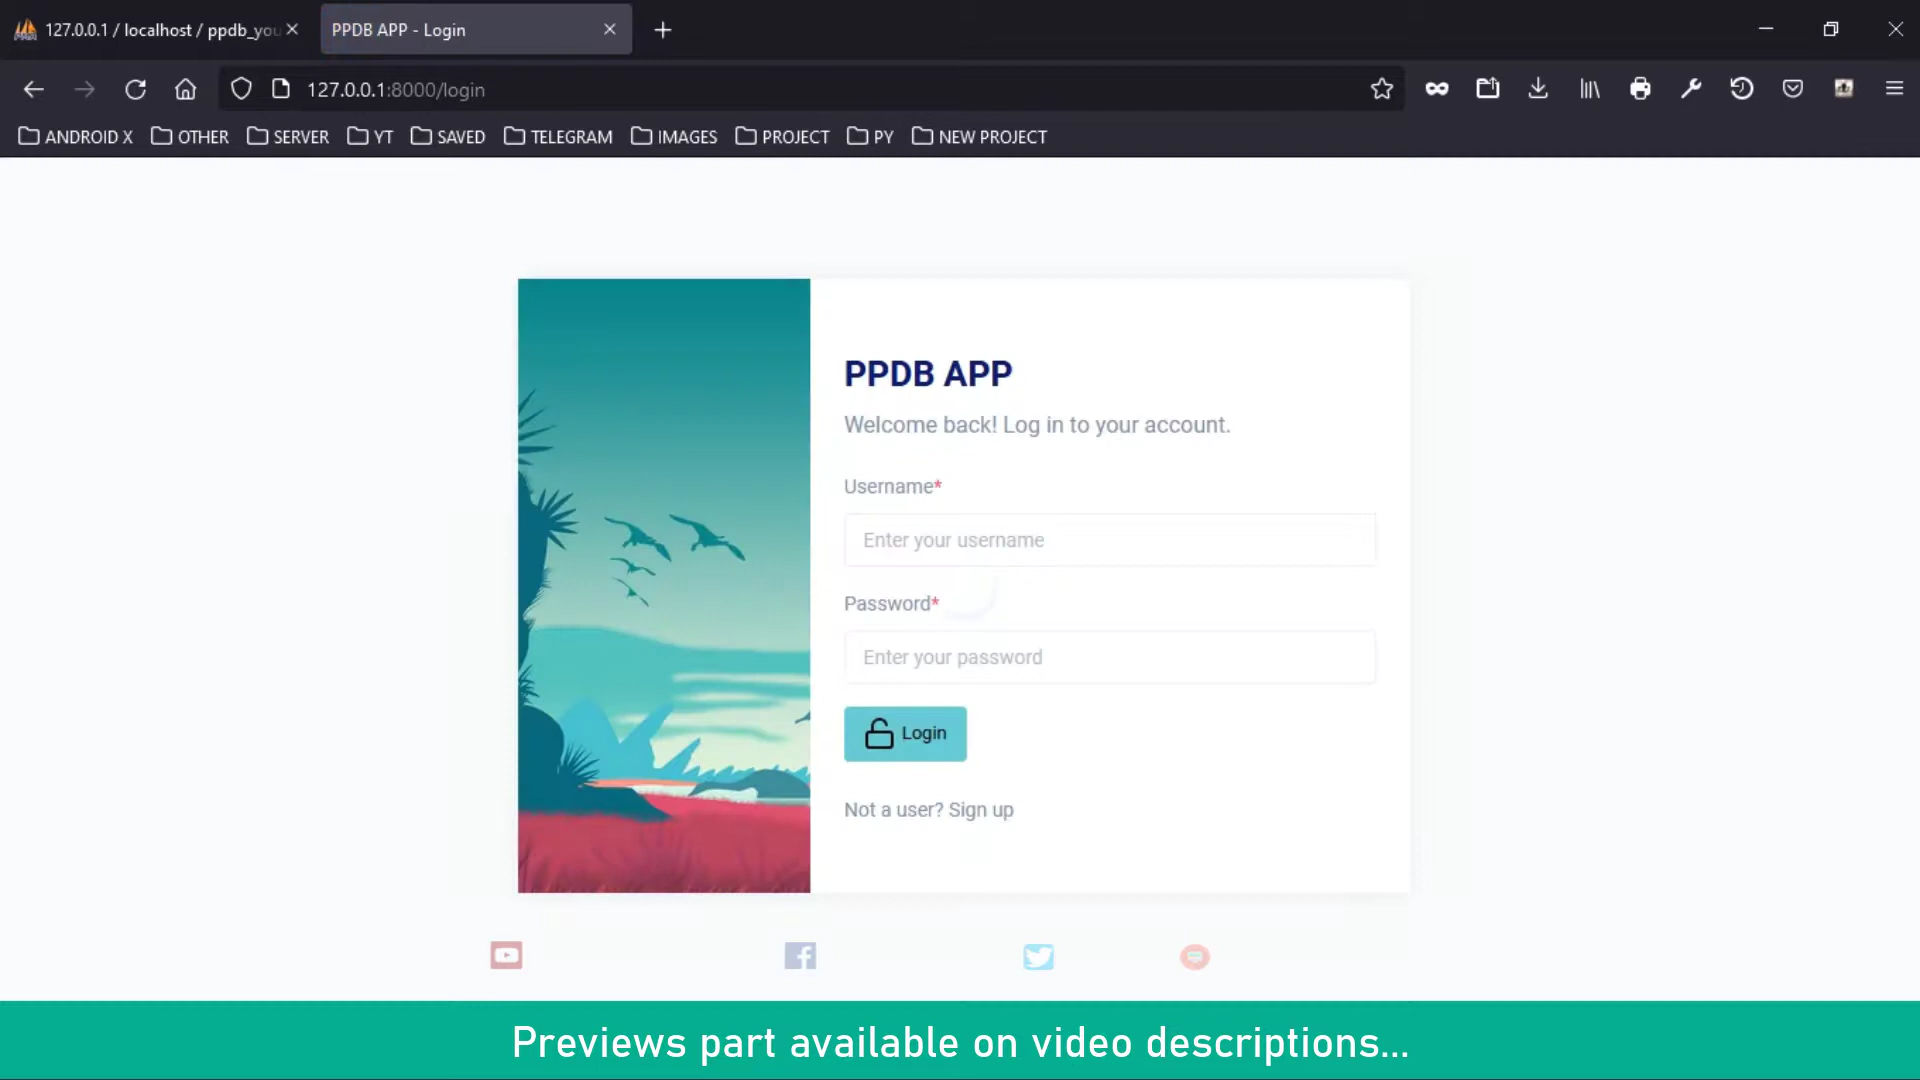 127.0.0.1 / localhost / ppdb_you
PPDB APP - Login
127.0.0.1:8000/login
ANDROID X
OTHER
SERVER
YT
SAVED
TELEGRAM
IMAGES
PROJECT
PY
NEW PROJECT
PPDB APP
Welcome back! Log in to your account.
Username*
Enter your username
Password*
Enter your password
Login
Not a user? Sign up
Previews part available on video descriptions...